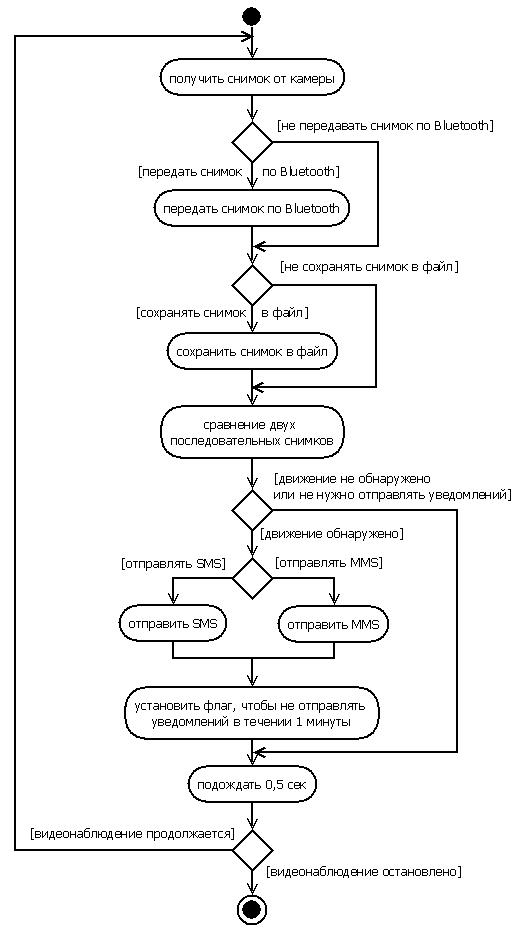 получить снимок от камеры
[не передавать снимок по Bluetooth]
[передать снимок по Bluetooth]
передать снимок по Bluetooth
[не сохранять снимок в файл]
[сохранять снимок в файл]
сохранить снимок в файл
сравнение двух
последовательных снимков
[движение не обнаружено
или не нужно отправлять уведомлений]
[движение обнаружено]
[отправлять SMS]
[отправлять MMS]
отправить SMS
отправить MMS
установить флаг, чтобы не отправлять
уведомлений в течении 1 минуты
подождать 0,5 сек
[видеонаблюдение продолжается]
[видеонаблюдение остановлено]